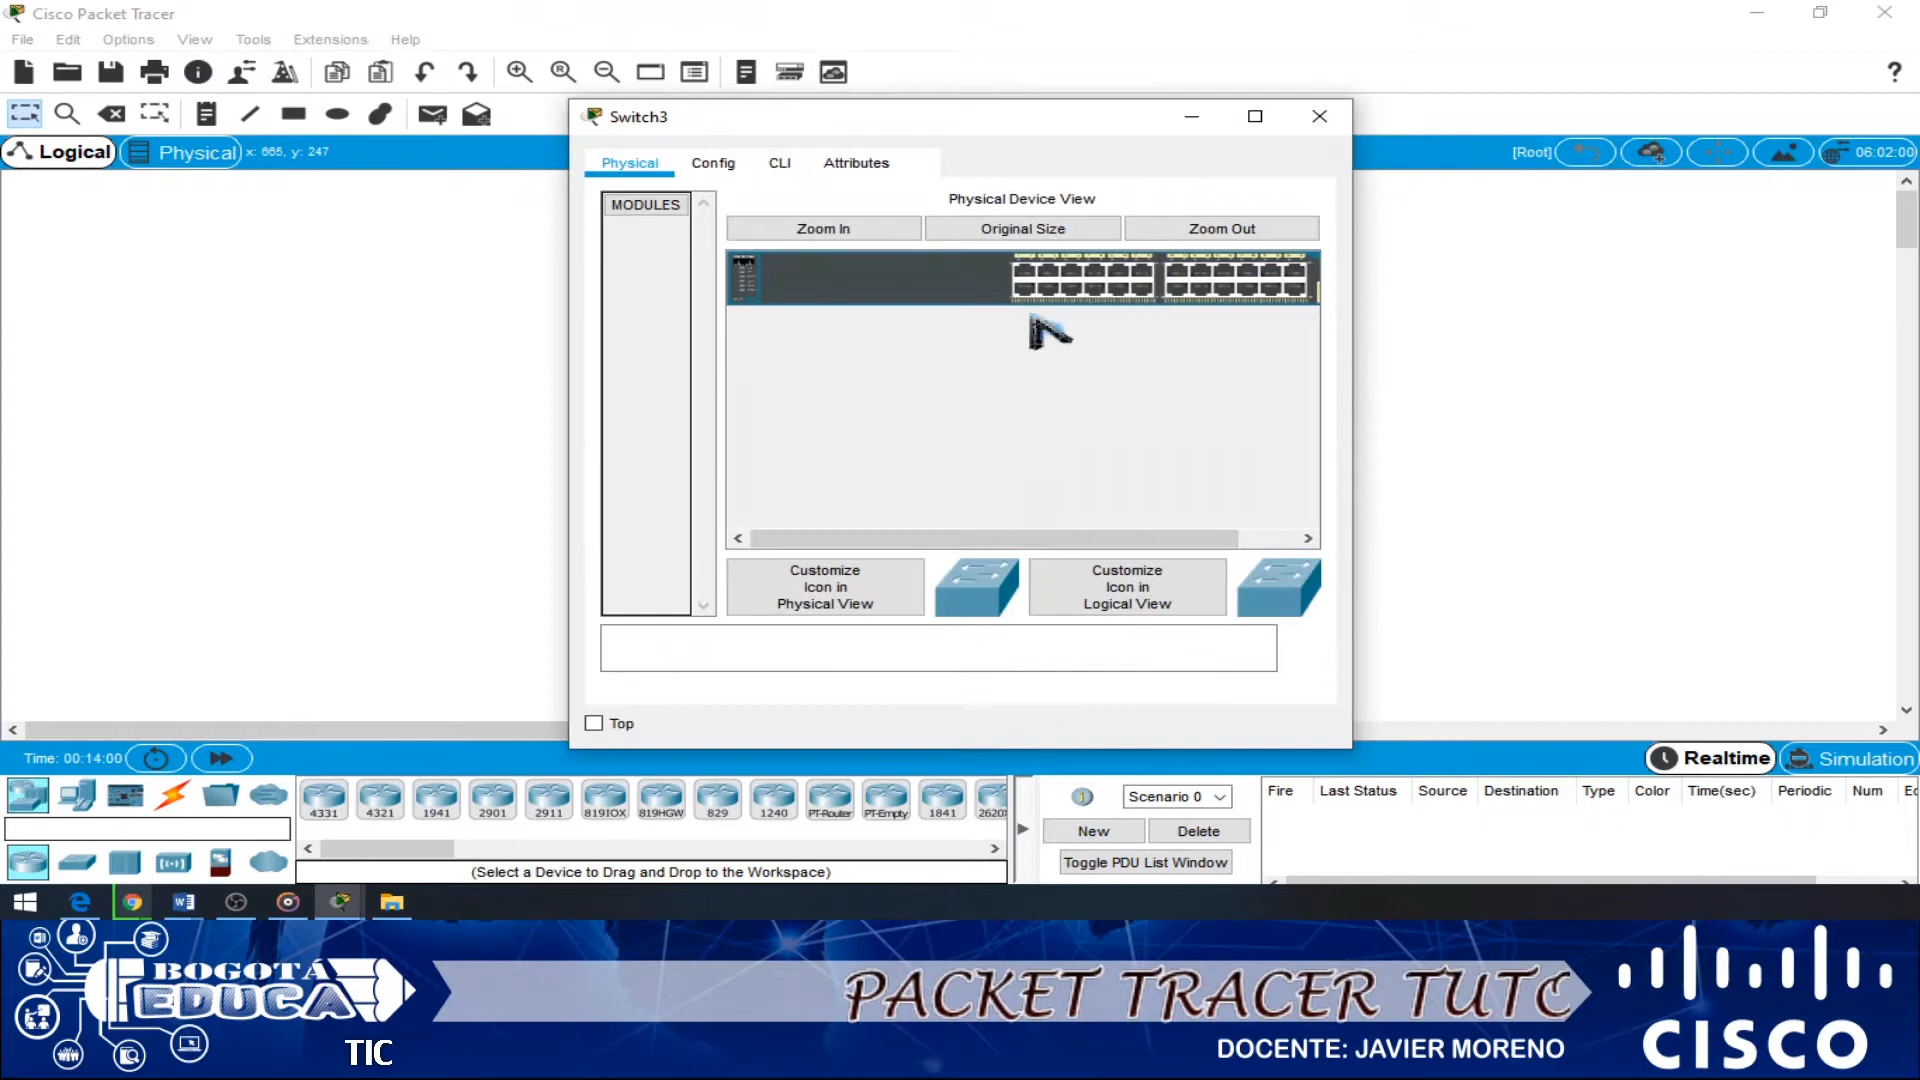 Cisco Packet Tracer
File Edit Options View Tools Extensions Help
?
Logical Physical x: 665, y: 247
[Root] 06:02:00
Switch3
Physical Config CLI Attributes
MODULES
Physical Device View
Zoom In Original Size Zoom Out
Customize
Icon in
Physical View
Customize
Icon in
Logical View
Top
Time: 00:14:00
Realtime Simulation
4331 4321 1941 2901 2911 819IOX 819HGW 829 1240 PT-Router PT-Empty 1841 2620X
(Select a Device to Drag and Drop to the Workspace)
Scenario 0
New Delete
Toggle PDU List Window
Fire Last Status Source Destination Type Color Time(sec) Periodic Num Ec
BOGOTÁ
EDUCA
TIC
PACKET TRACER TUTO
DOCENTE: JAVIER MORENO
CISCO